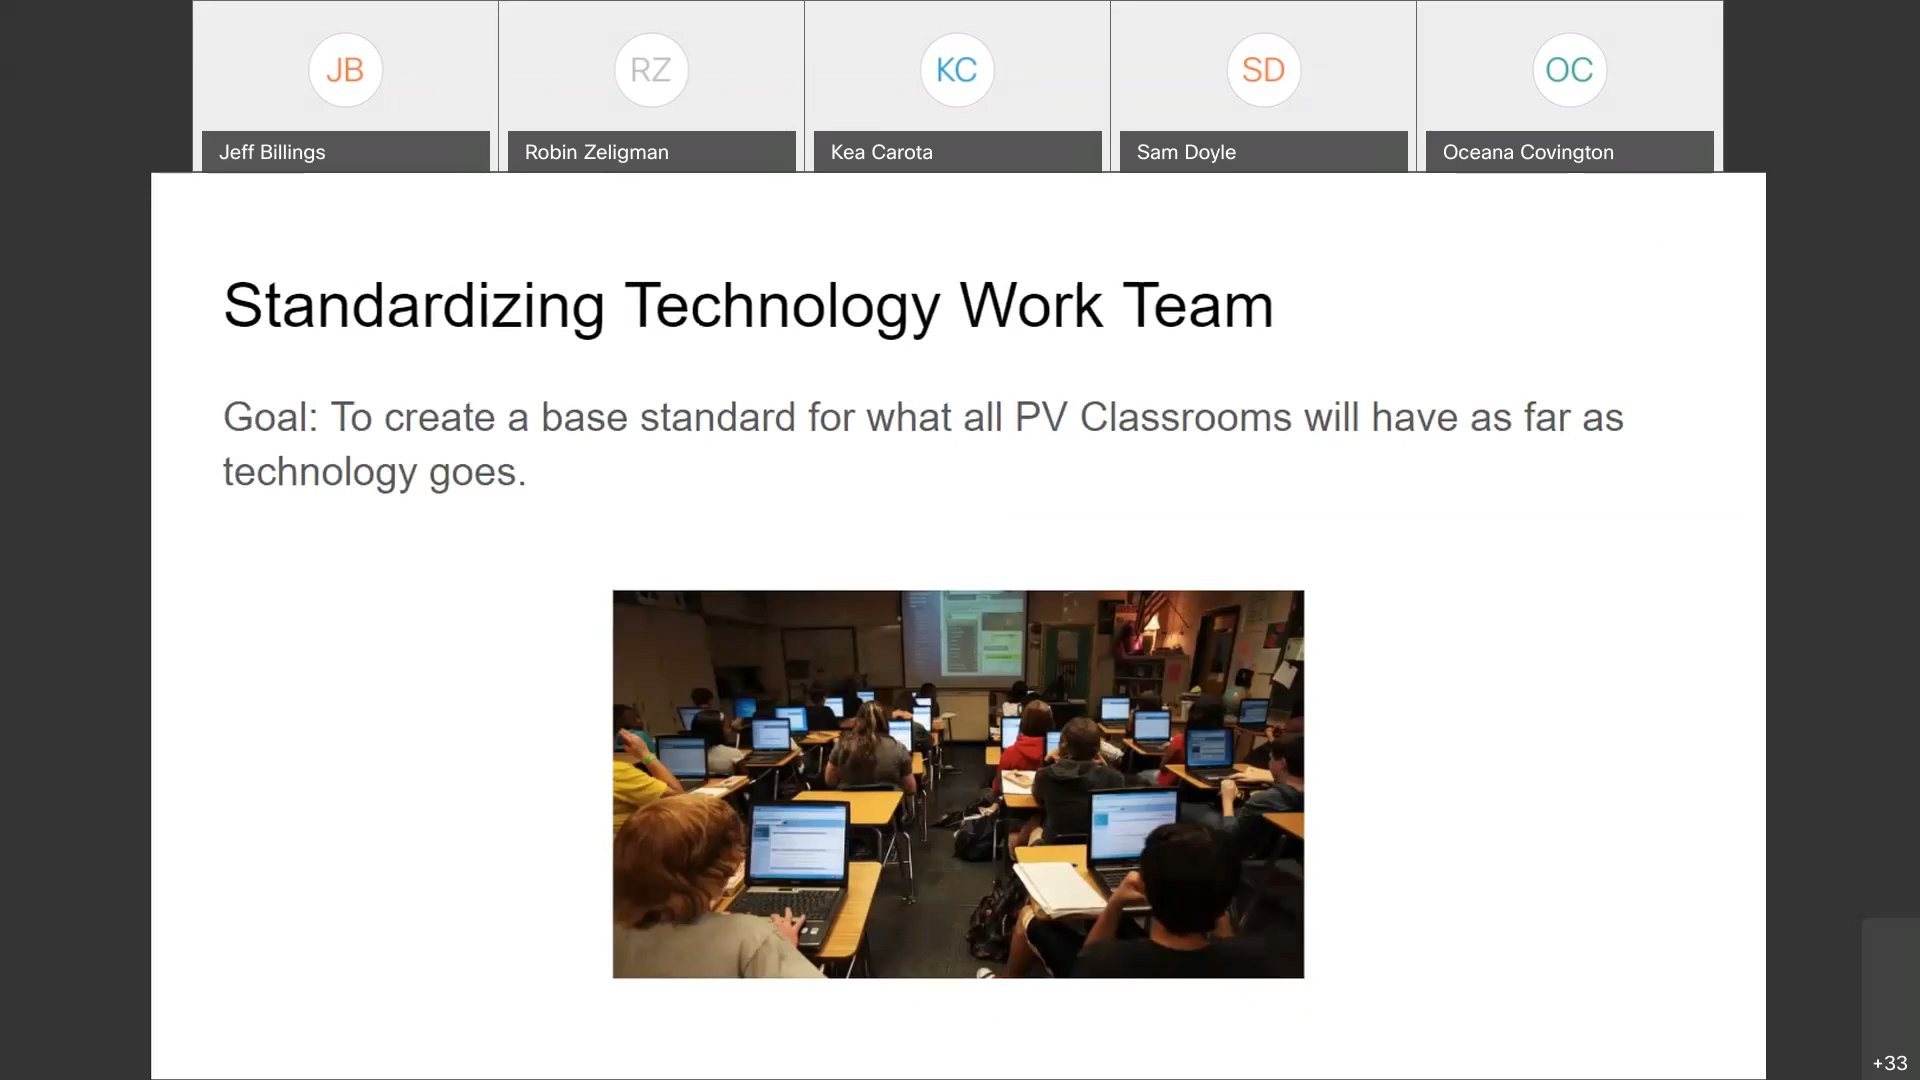 JB
RZ
KC
SD
OC
Jeff Billings
Robin Zeligman
Kea Carota
Sam Doyle
Oceana Covington
Standardizing Technology Work Team
Goal: To create a base standard for what all PV Classrooms will have as far as
technology goes.
+33